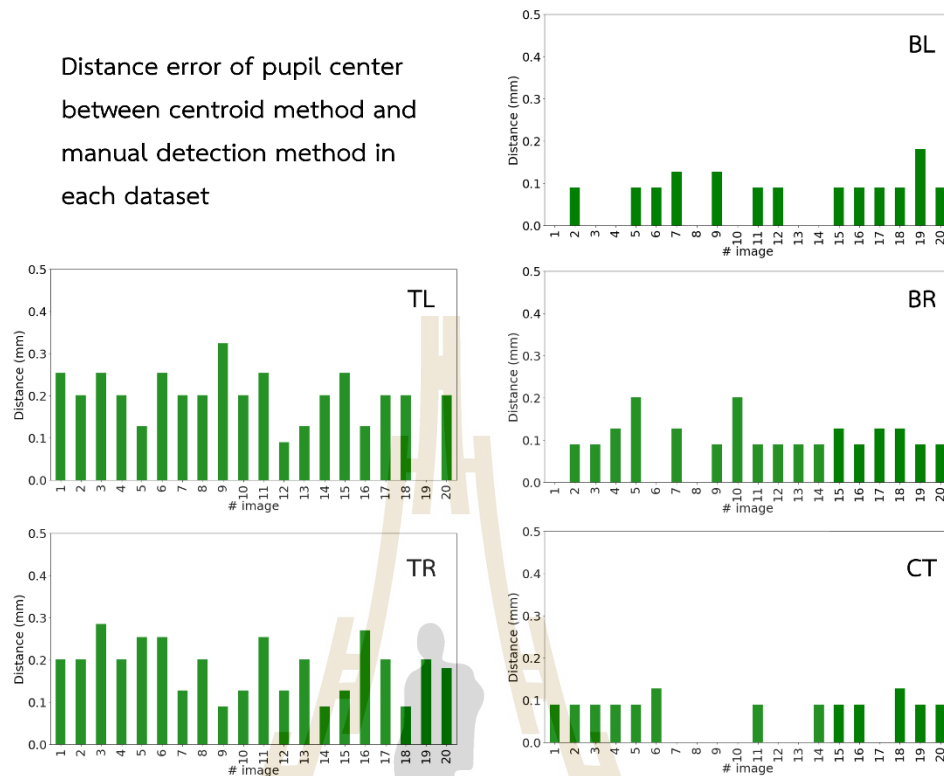 Distance error of pupil center
between centroid method and
manual detection method in
each dataset
BL
Distance (mm)
0.5
0.4
0.3
0.2
0.1
0.0
1 2 3 4 5 6 7 8 9 10 11 12 13 14 15 16 17 18 19 20
# image
TL
Distance (mm)
0.5
0.4
0.3
0.2
0.1
0.0
1 2 3 4 5 6 7 8 9 10 11 12 13 14 15 16 17 18 19 20
# image
BR
Distance (mm)
0.5
0.4
0.3
0.2
0.1
0.0
1 2 3 4 5 6 7 8 9 10 11 12 13 14 15 16 17 18 19 20
# image
TR
Distance (mm)
0.5
0.4
0.3
0.2
0.1
0.0
1 2 3 4 5 6 7 8 9 10 11 12 13 14 15 16 17 18 19 20
# image
CT
Distance (mm)
0.5
0.4
0.3
0.2
0.1
0.0
1 2 3 4 5 6 7 8 9 10 11 12 13 14 15 16 17 18 19 20
# image